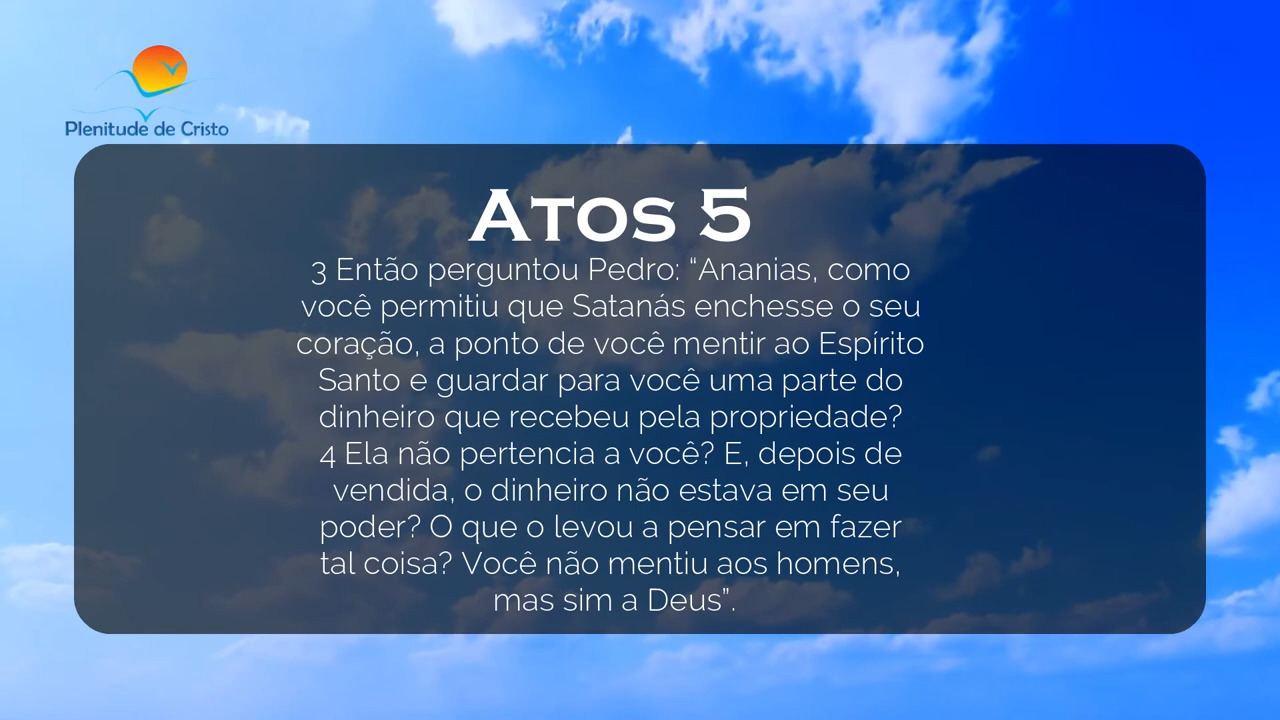 Plenitude de Cristo
Atos 5
3 Então perguntou Pedro: “Ananias, como
você permitiu que Satanás enchesse o seu
coração, a ponto de você mentir ao Espírito
Santo e guardar para você uma parte do
dinheiro que recebeu pela propriedade?
4 Ela não pertencia a você? E, depois de
vendida, o dinheiro não estava em seu
poder? O que o levou a pensar em fazer
tal coisa? Você não mentiu aos homens,
mas sim a Deus”.